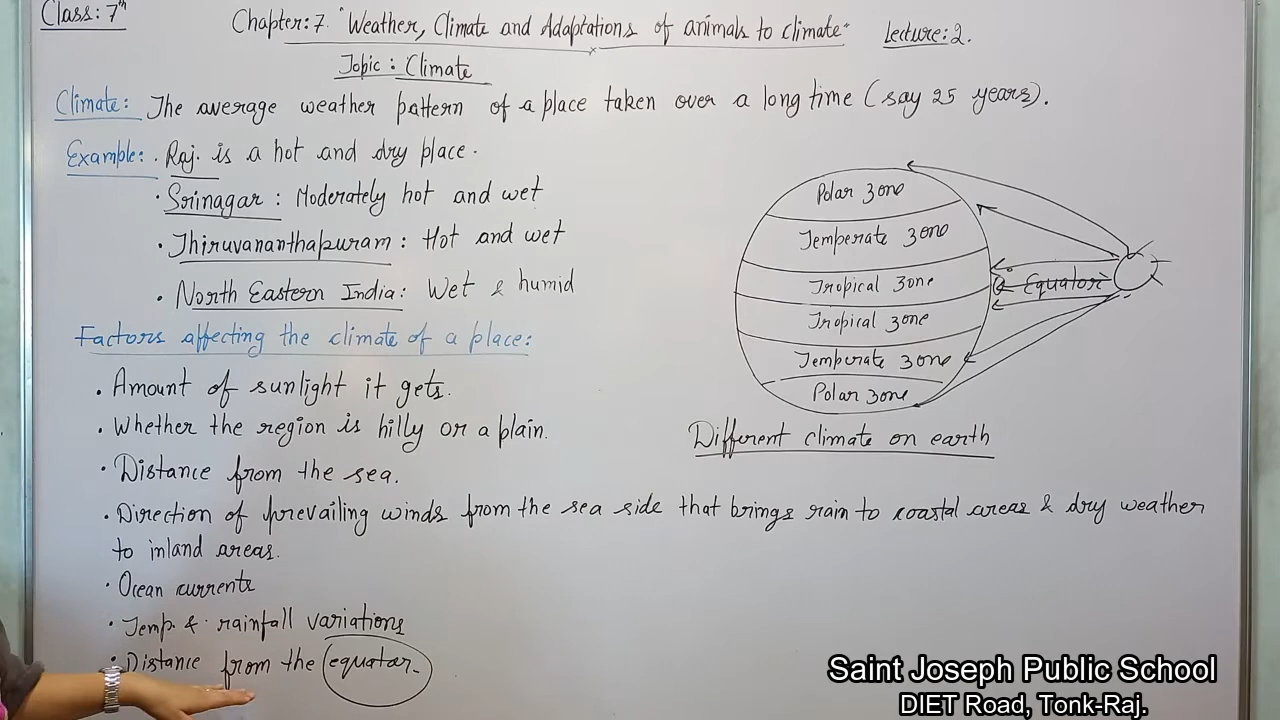 Class: 7th
Chapter: 7. "Weather, Climate and Adaptations of animals to climate"
Lecture: 2.
Topic: Climate
Climate: The average weather pattern of a place taken over a long time (say 25 years).
Example: • Raj. is a hot and dry place.
• Srinagar: Moderately hot and wet
• Thiruvananthapuram: Hot and wet
• North Eastern India: Wet & humid
Factors affecting the climate of a place:
• Amount of sunlight it gets.
• Whether the region is hilly or a plain.
• Distance from the sea.
• Direction of prevailing winds from the sea side that brings rain to coastal areas & dry weather
to inland areas.
• Ocean currents
• Temp. & rainfall variations
• Distance from the equator.
Polar zone
Temperate zone
Tropical zone
Equator
Tropical zone
Temperate zone
Polar zone
Different climate on earth
Saint Joseph Public School
DIET Road, Tonk-Raj.